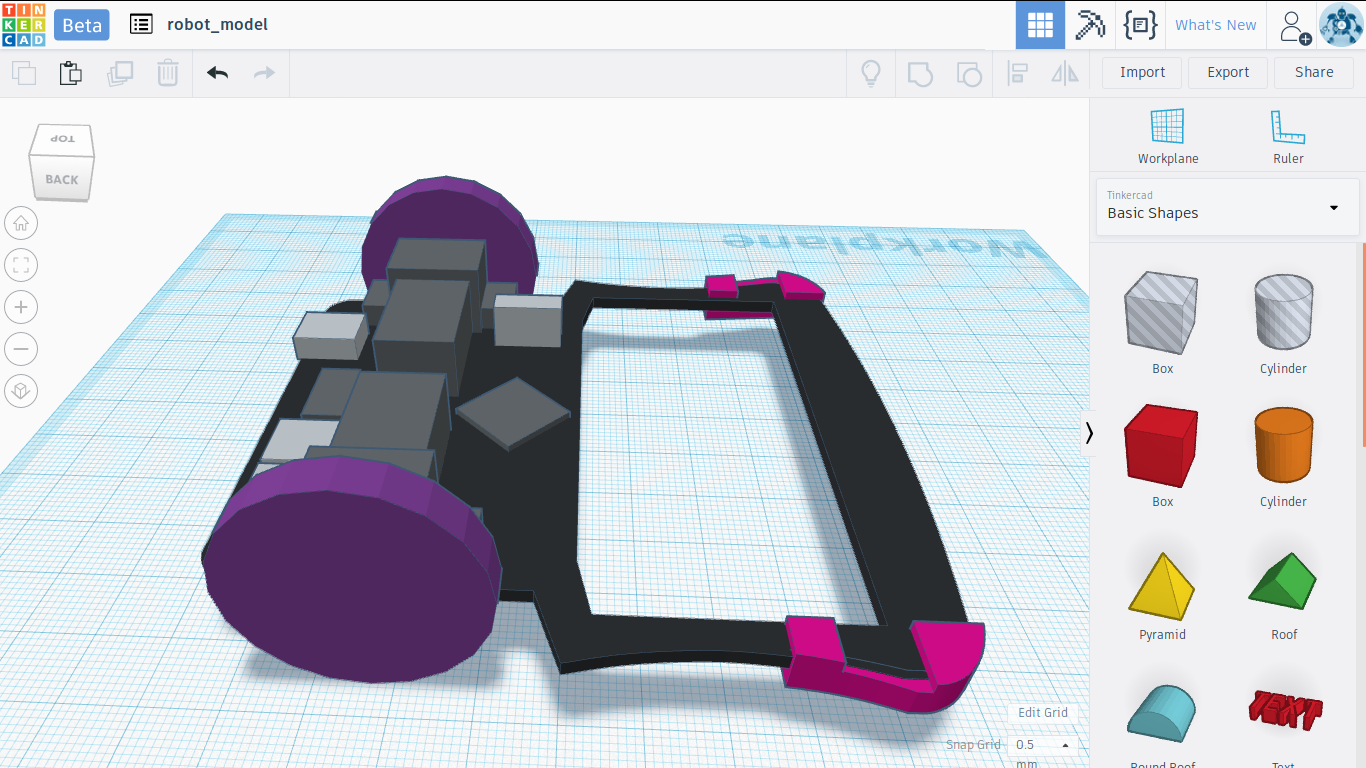 TIN
KER
CAD
Beta
robot_model
What's New
Import
Export
Share
TOP
BACK
Workplane
Workplane
Ruler
Tinkercad
Basic Shapes
Box
Cylinder
Box
Cylinder
Pyramid
Roof
Edit Grid
Snap Grid 0.5
mm
TEXT
Round Roof
Text